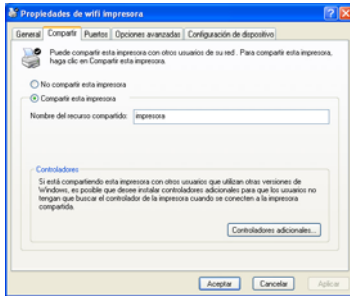 Propiedades de wifi impresora
General Compartir Puertos Opciones avanzadas Configuración de dispositivo
Puede compartir esta impresora con otros usuarios de su red. Para compartir impresora,
haga clic en Compartir esta impresora.
No compartir esta impresora
Compartir esta impresora
Nombre del recurso compartido: impresora
Controladores
Si está compartiendo esta impresora con otros usuarios que utilizan otras versiones de
Windows, es posible que desee instalar controladores adicionales para que los usuarios no
tengan que buscar el controlador de la impresora cuando se conecten a la impresora
compartida.
Controladores adicionales...
Aceptar Cancelar Aplicar